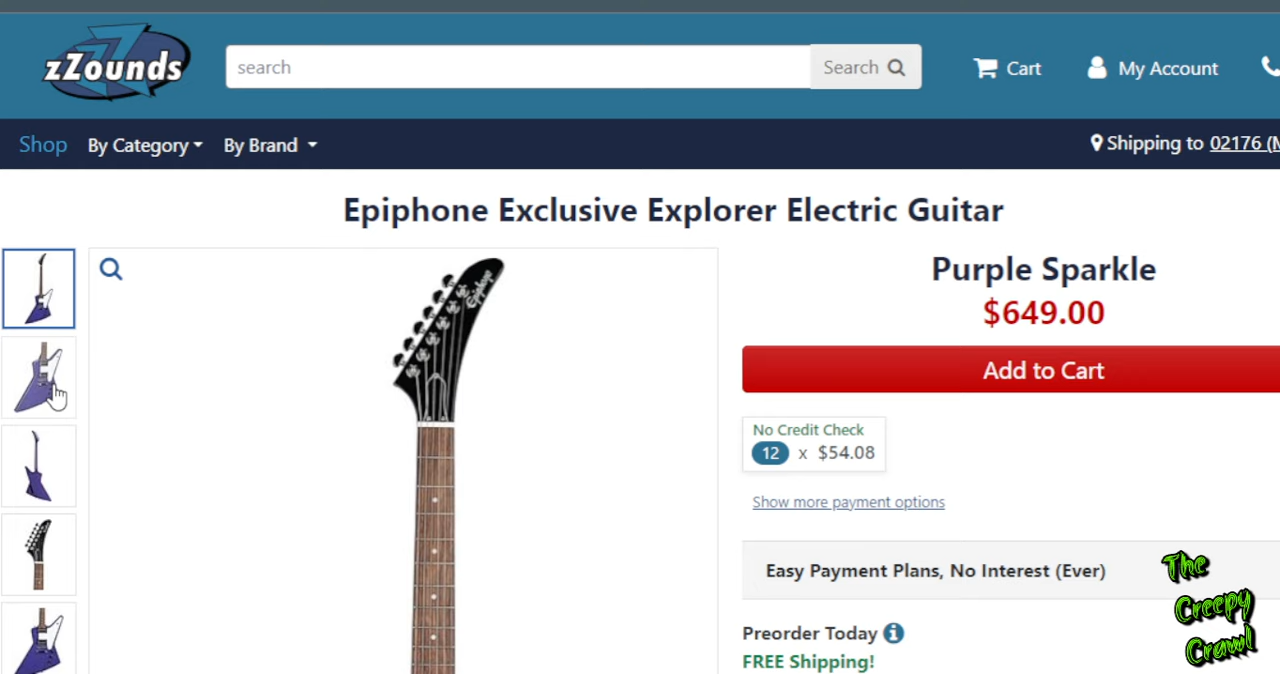 zZounds
search
Search
Cart
My Account
Shop
By Category
By Brand
Shipping to 02176 (M
Epiphone Exclusive Explorer Electric Guitar
Epiphone
Purple Sparkle
$649.00
Add to Cart
No Credit Check
12 x $54.08
Show more payment options
Easy Payment Plans, No Interest (Ever)
Preorder Today
FREE Shipping!
The
Creepy
Crawl